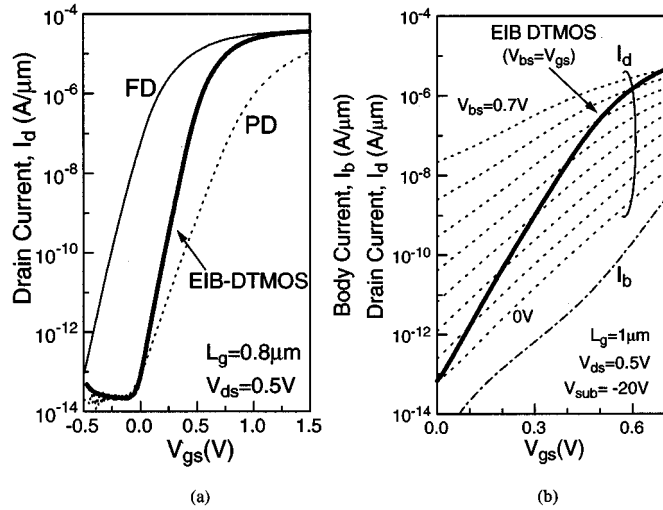 Drain Current, I_d (A/μm)
10^-4
10^-6
10^-8
10^-10
10^-12
10^-14
FD
PD
EIB-DTMOS
L_g=0.8μm
V_ds=0.5V
-0.5
0.0
0.5
1.0
1.5
V_gs(V)
(a)
Body Current, I_b (A/μm)
Drain Current, I_d (A/μm)
10^-4
10^-6
10^-8
10^-10
10^-12
10^-14
EIB DTMOS
(V_bs=V_gs)
I_d
V_bs=0.7V
0V
I_b
L_g=1μm
V_ds=0.5V
V_sub= -20V
0.0
0.2
0.4
0.6
V_gs(V)
(b)